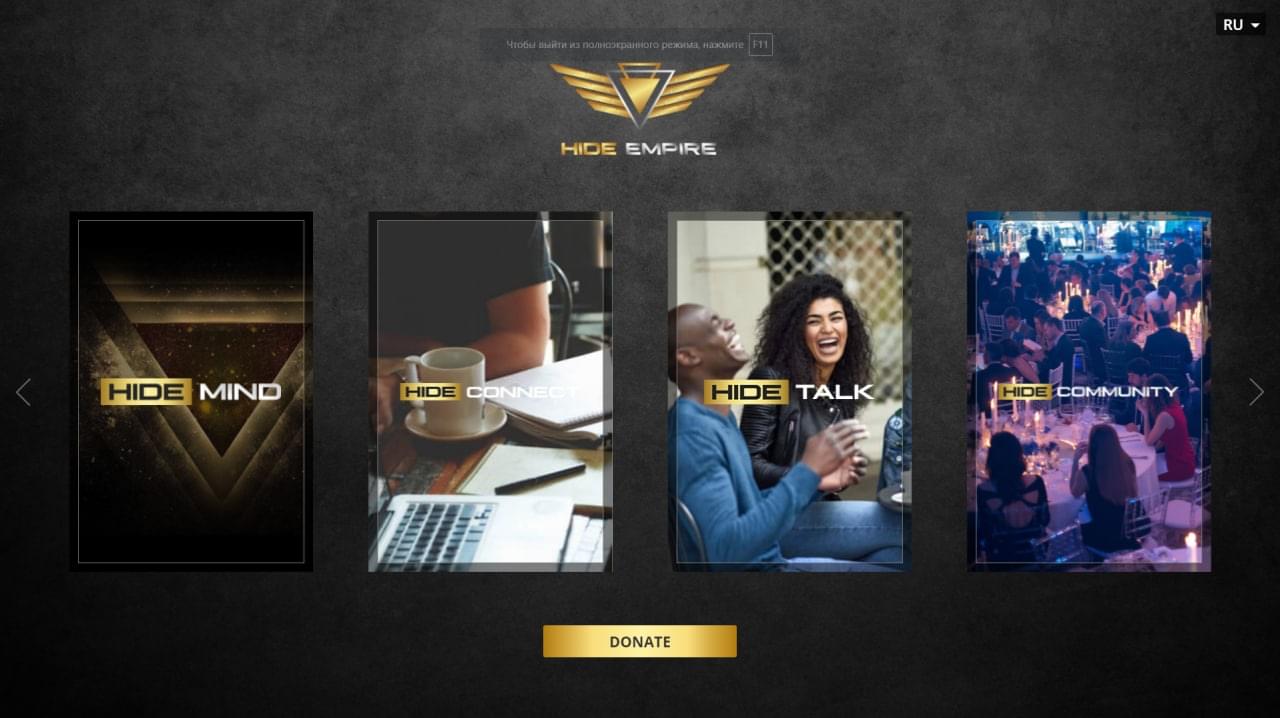 RU
Чтобы выйти из полноэкранного режима, нажмите F11
HIDE EMPIRE
HIDE MIND
HIDE CONNECT
HIDE TALK
HIDE COMMUNITY
DONATE